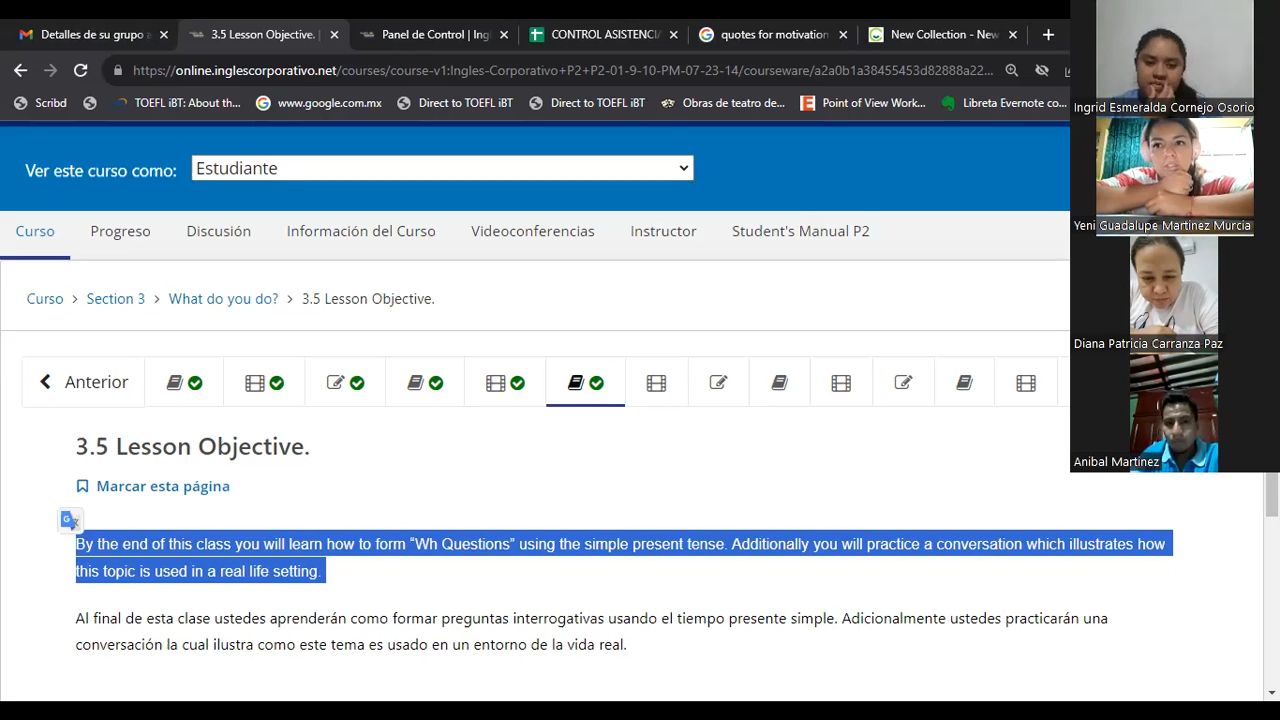 Detalles de su grupo a
3.5 Lesson Objective. |
Panel de Control | Ing
CONTROL ASISTENCIA
quotes for motivation
New Collection - New
https://online.inglescorporativo.net/courses/course-v1:Ingles-Corporativo+P2+P2-01-9-10-PM-07-23-14/courseware/a2a0b1a38455453d82888a22...
Scribd
TOEFL iBT: About th...
www.google.com.mx
Direct to TOEFL iBT
Direct to TOEFL iBT
Obras de teatro de...
Point of View Work...
Libreta Evernote co...
Ver este curso como:
Estudiante
Curso
Progreso
Discusión
Información del Curso
Videoconferencias
Instructor
Student's Manual P2
Curso > Section 3 > What do you do? > 3.5 Lesson Objective.
Anterior
3.5 Lesson Objective.
Marcar esta página
By the end of this class you will learn how to form “Wh Questions” using the simple present tense. Additionally you will practice a conversation which illustrates how
this topic is used in a real life setting.
Al final de esta clase ustedes aprenderán como formar preguntas interrogativas usando el tiempo presente simple. Adicionalmente ustedes practicarán una
conversación la cual ilustra como este tema es usado en un entorno de la vida real.
Ingrid Esmeralda Cornejo Osorio
Yeni Guadalupe Martinez Murcia
Diana Patricia Carranza Paz
Anibal Martinez